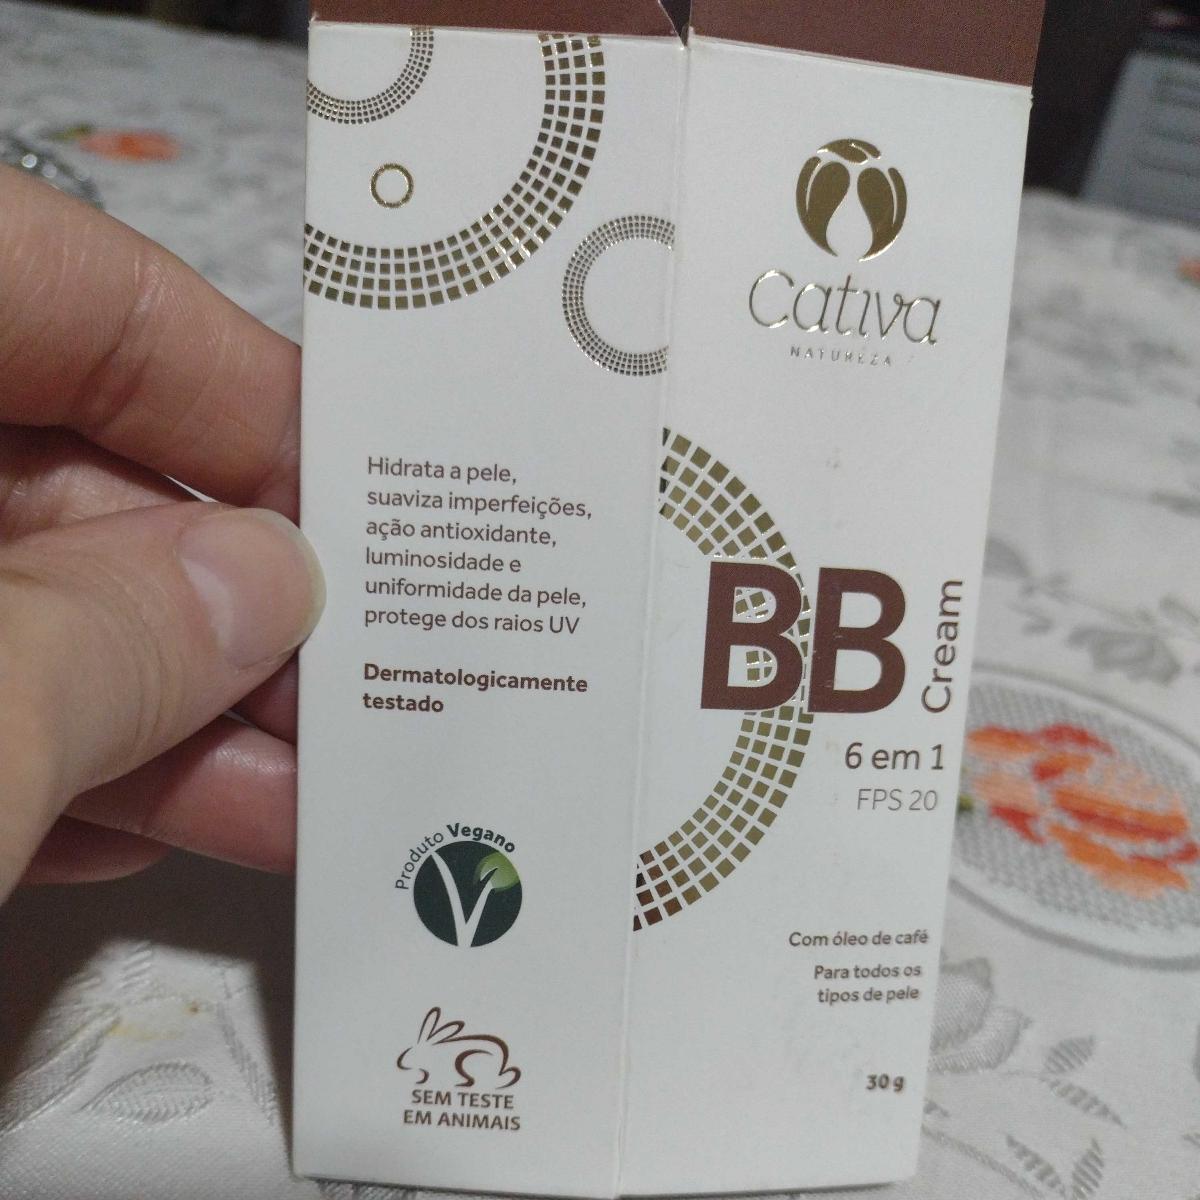 Hidrata a pele,
suaviza imperfeições,
ação antioxidante,
luminosidade e
uniformidade da pele,
protege dos raios UV
Dermatologicamente
testado
Produto Vegano
SEM TESTE
EM ANIMAIS
Cativa
NATUREZA
BB
Cream
6 em 1
FPS 20
Com óleo de café
Para todos os
tipos de pele
30 g